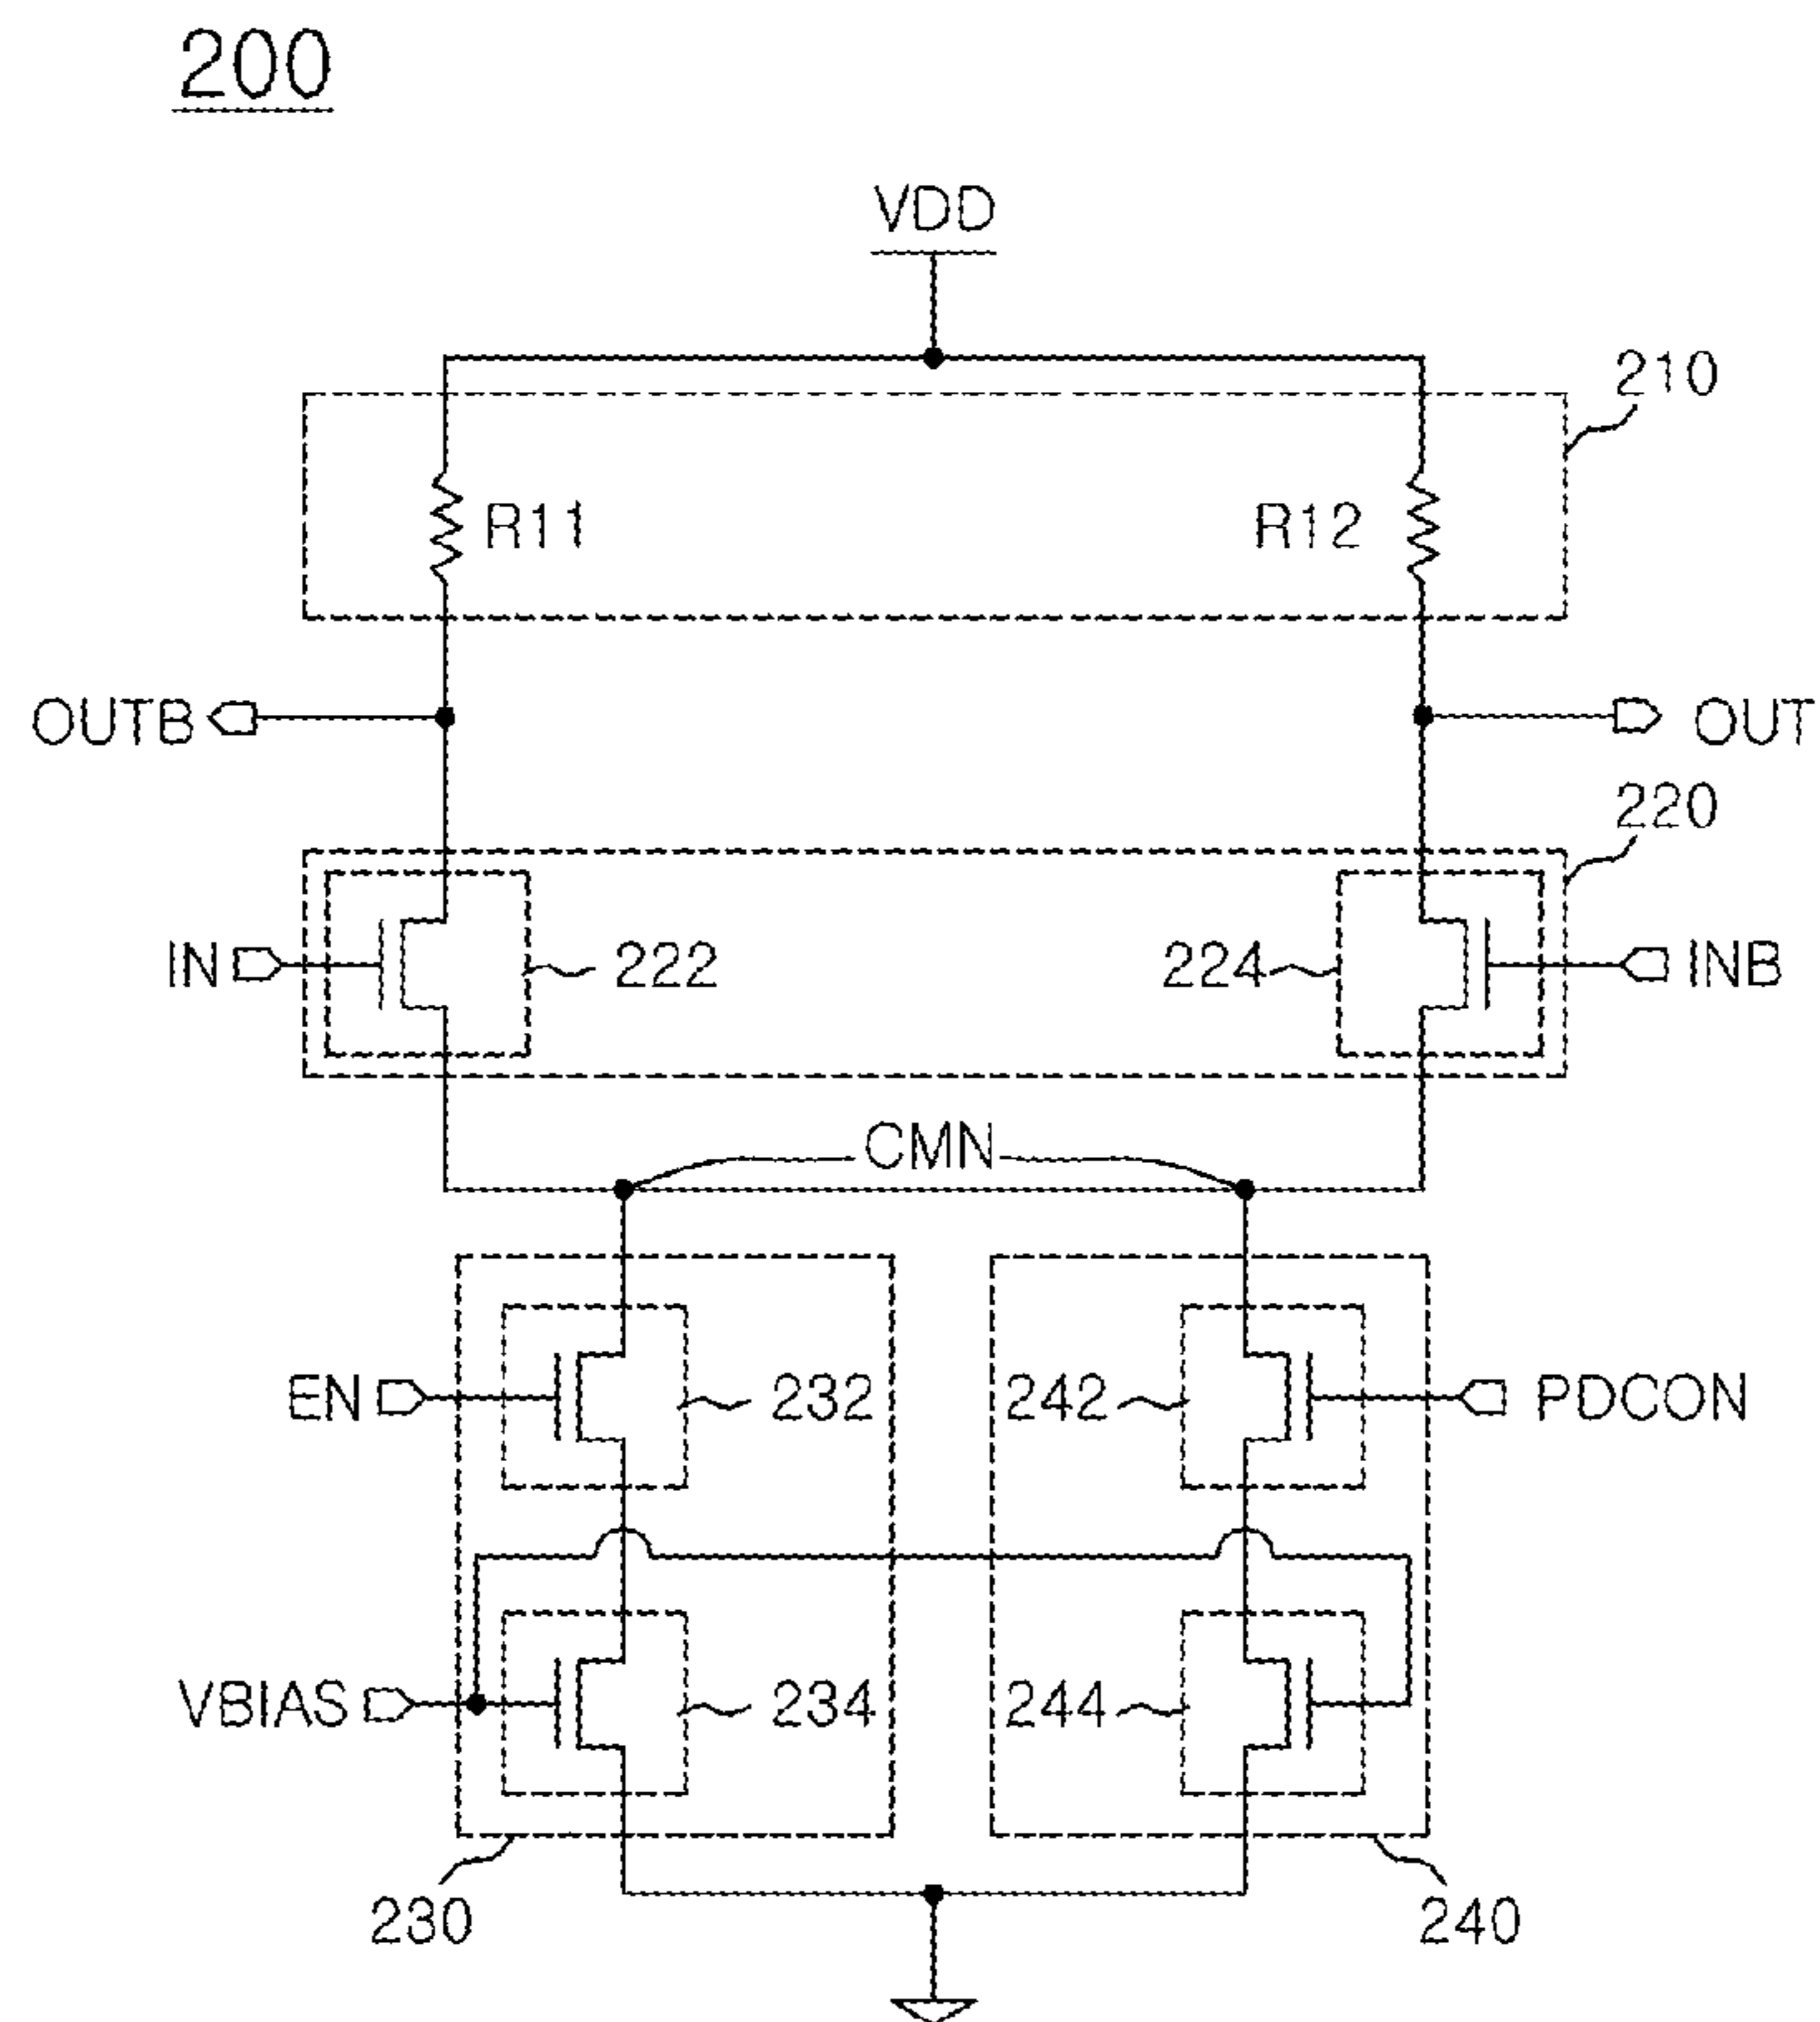 200
VDD
210
R11
R12
OUTB
OUT
220
IN
222
224
INB
CMN
EN
232
242
PDCON
VBIAS
234
244
230
240